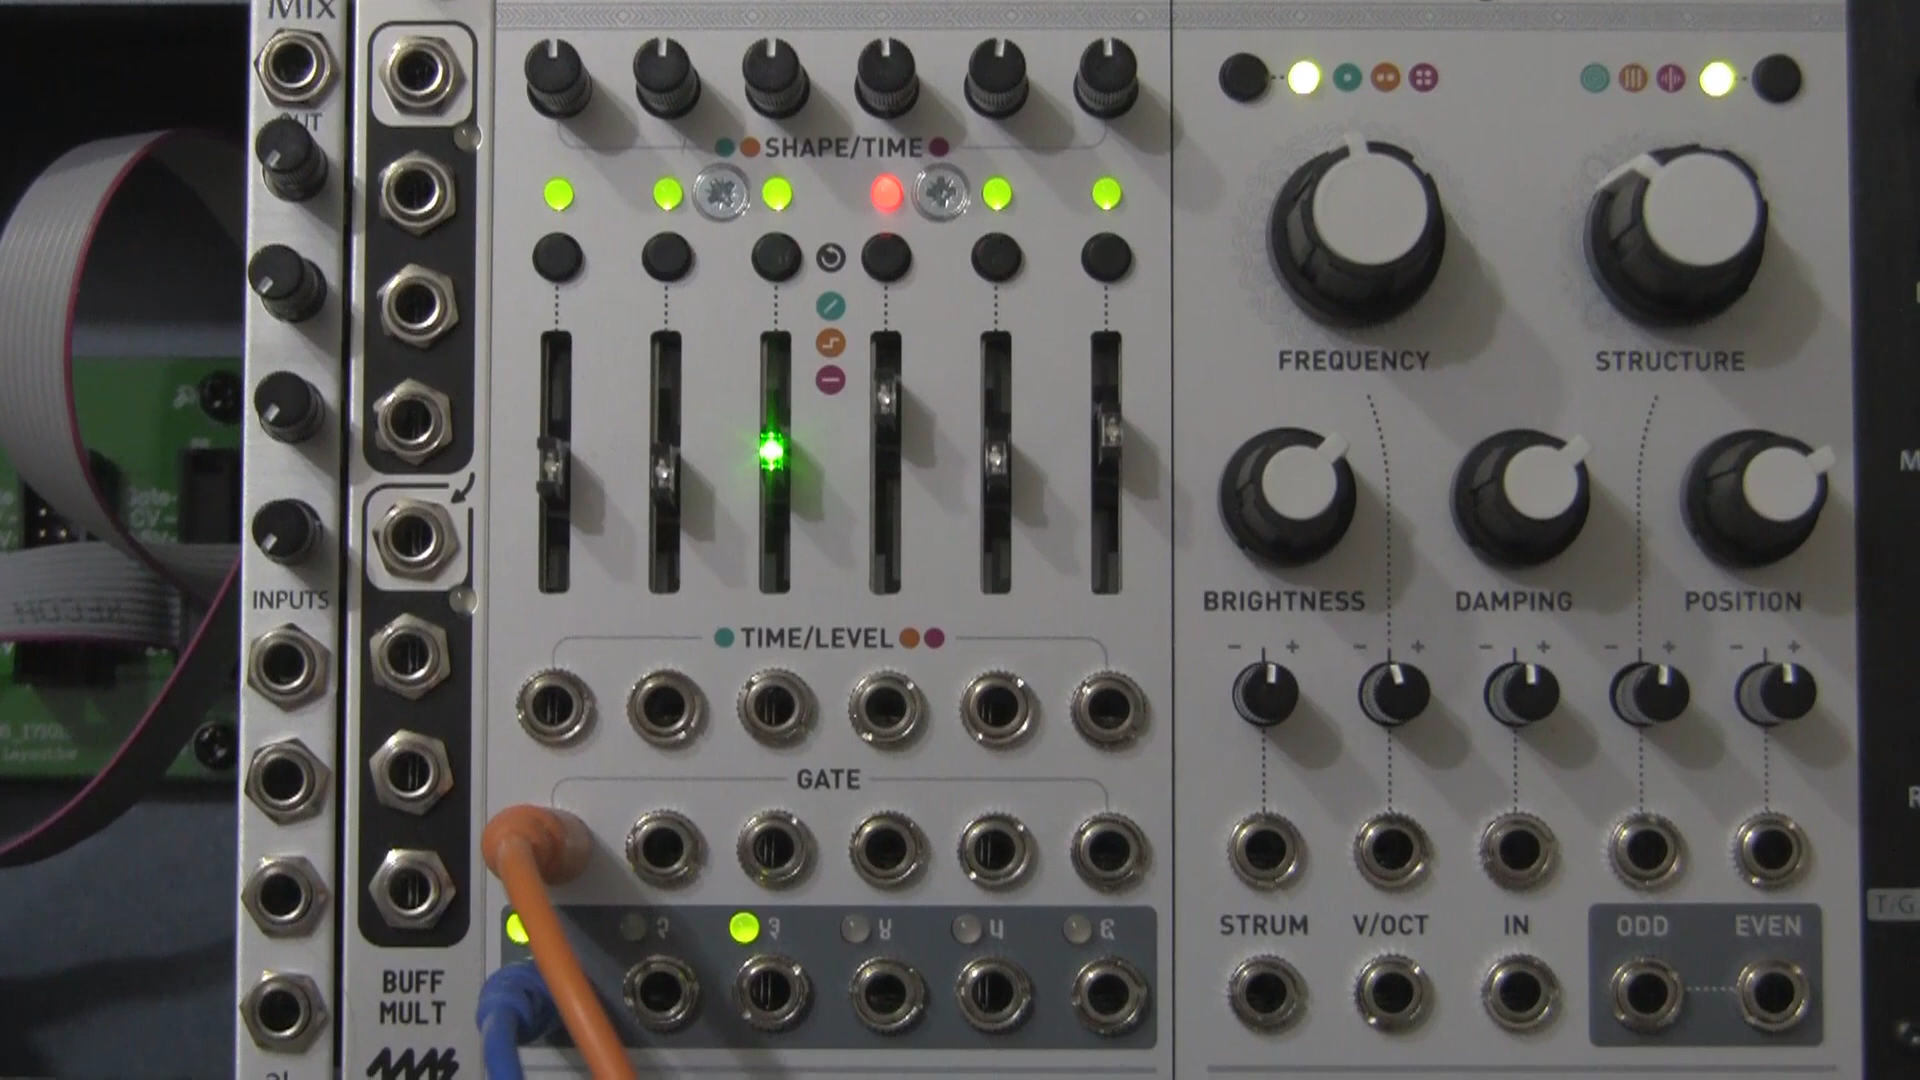 Mix
OUT
INPUTS
BUFF
MULT
SHAPE/TIME
TIME/LEVEL
GATE
FREQUENCY
STRUCTURE
BRIGHTNESS
DAMPING
POSITION
- + - + - + - + - +
STRUM
V/OCT
IN
ODD
EVEN